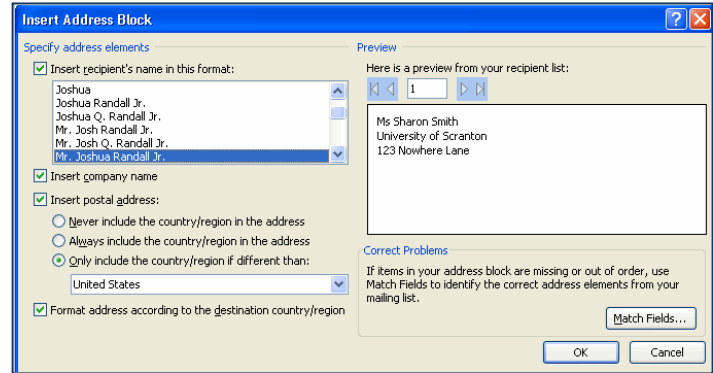 Insert Address Block
Specify address elements
Insert recipient's name in this format:
Joshua
Joshua Randall Jr.
Joshua Q. Randall Jr.
Mr. Josh Randall Jr.
Mr. Josh Q. Randall Jr.
Mr. Joshua Randall Jr.
Insert company name
Insert postal address:
Never include the country/region in the address
Always include the country/region in the address
Only include the country/region if different than:
United States
Format address according to the destination country/region
Preview
Here is a preview from your recipient list:
1
Ms Sharon Smith
University of Scranton
123 Nowhere Lane
Correct Problems
If items in your address block are missing or out of order, use
Match Fields to identify the correct address elements from your
mailing list.
Match Fields...
OK
Cancel